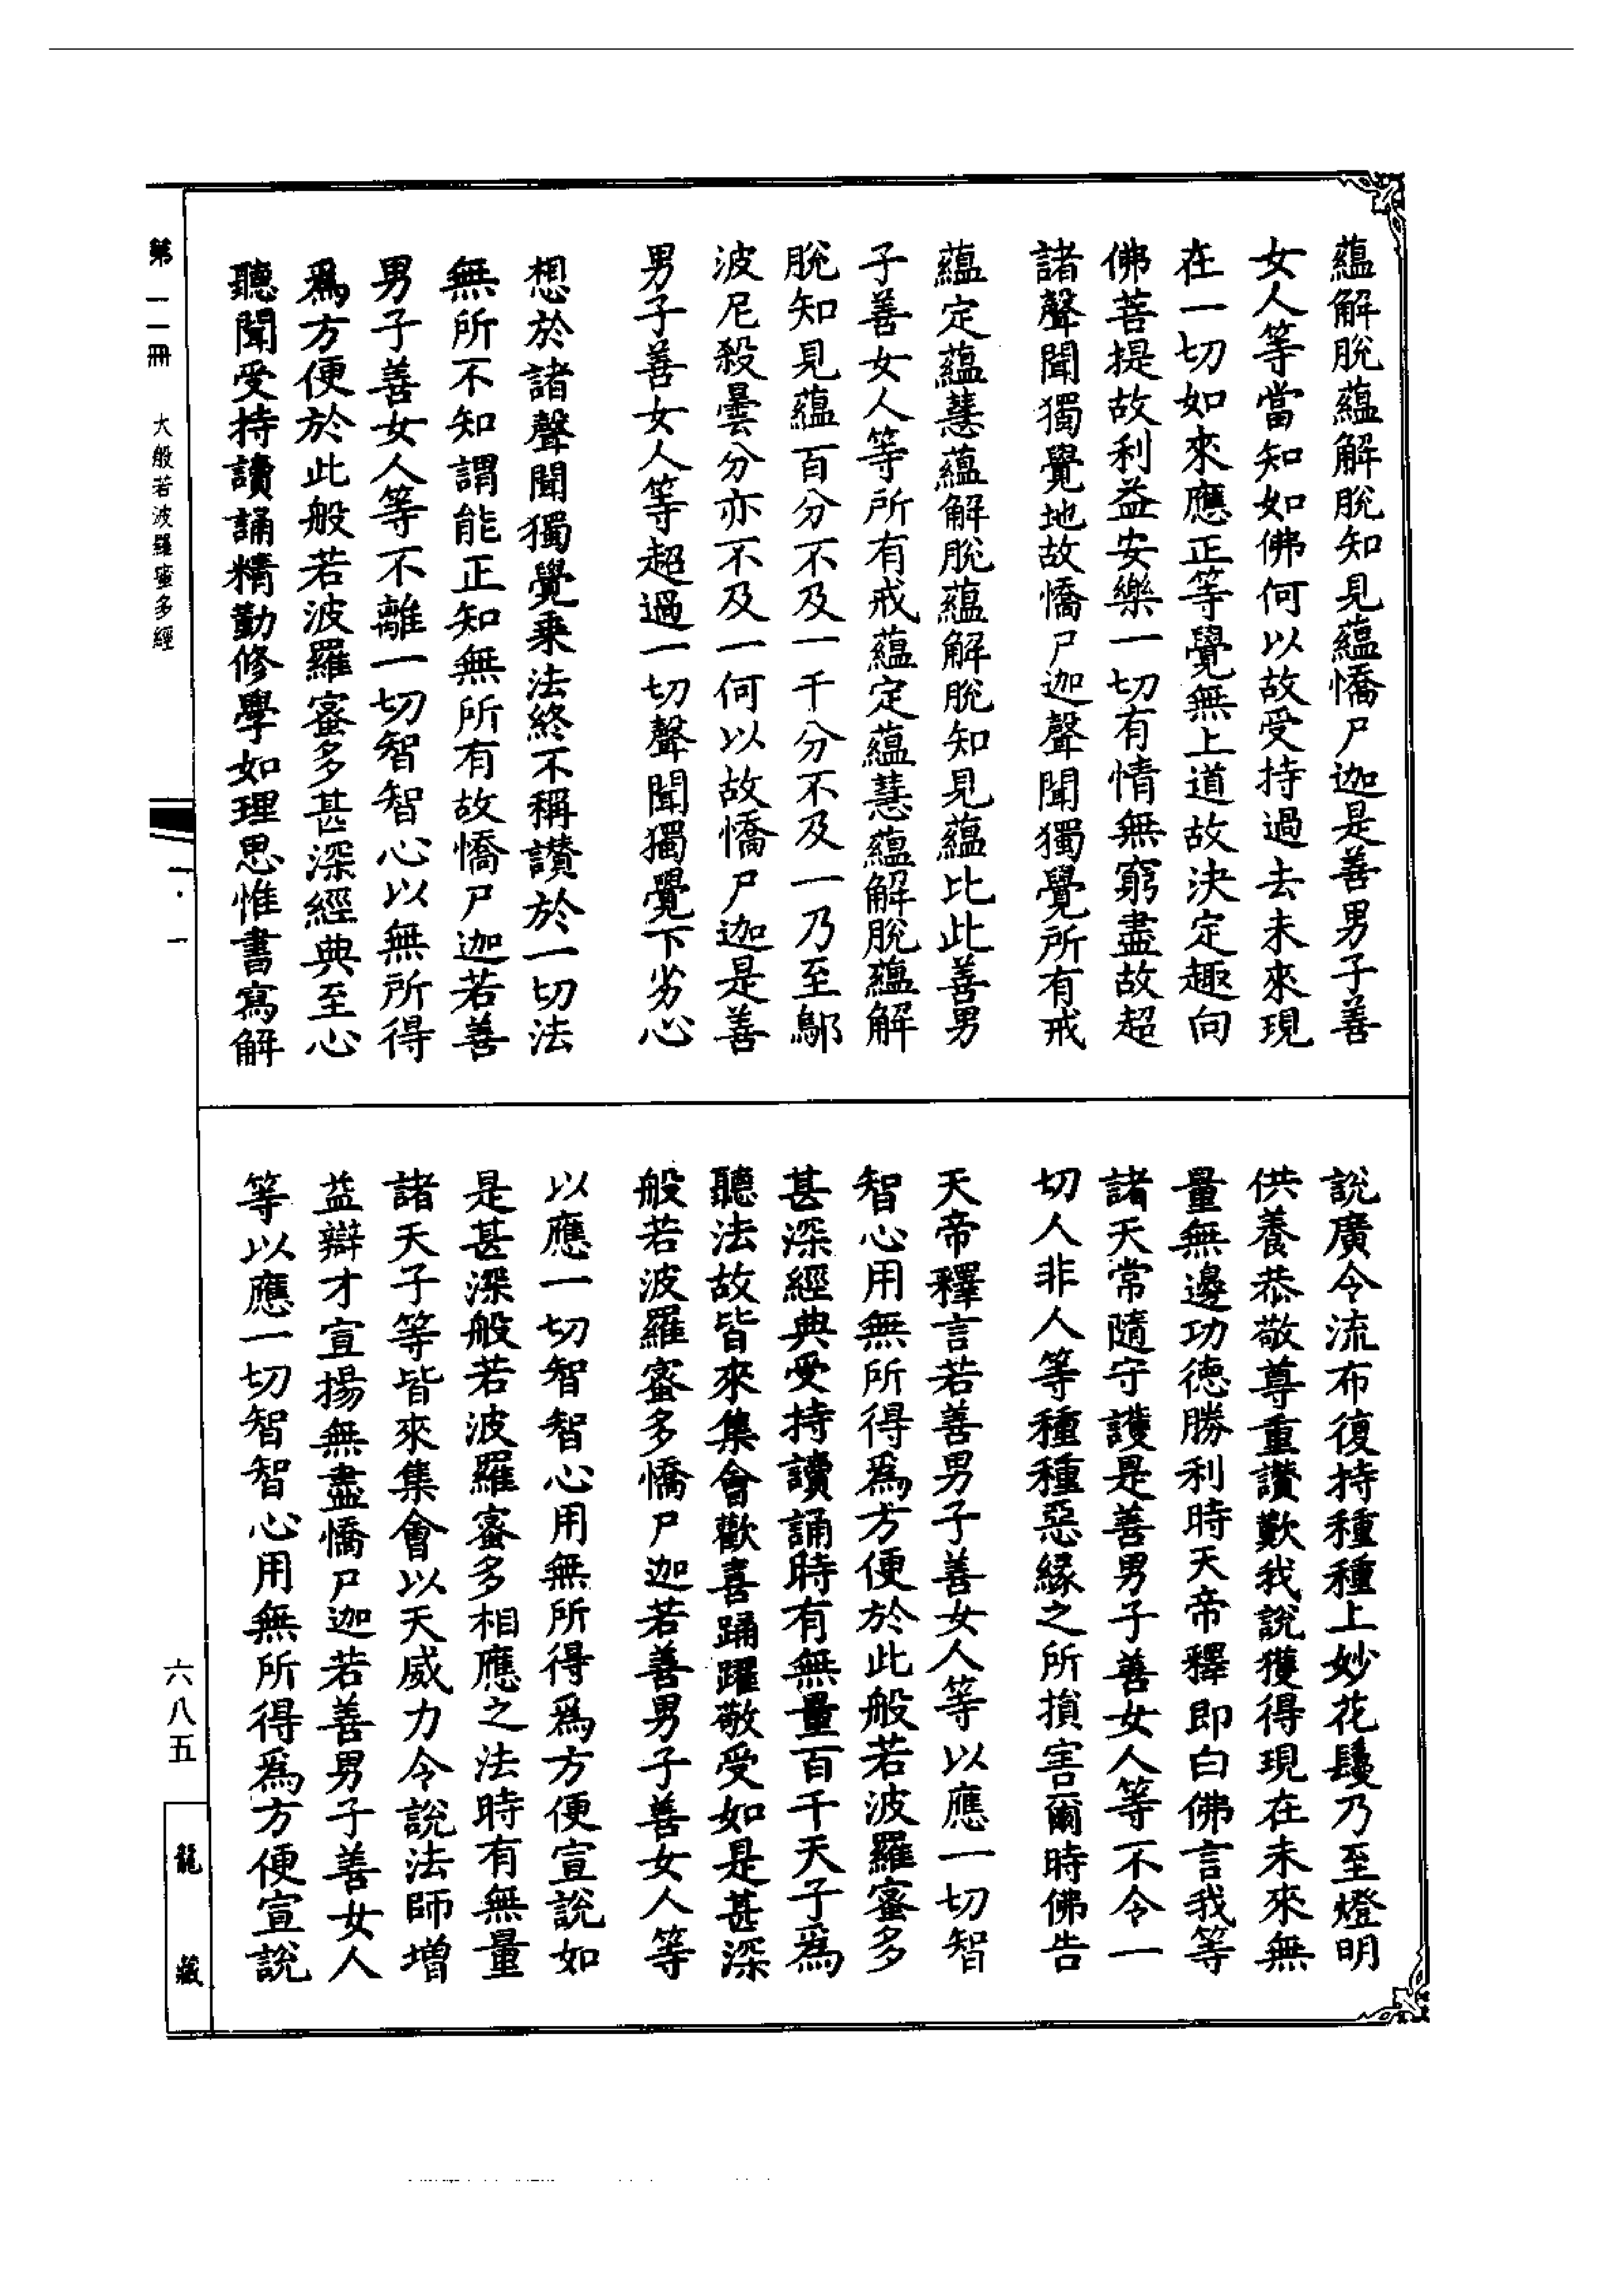 蘊解脫蘊解脫知見蘊憍尸迦是善男子善
女人等當知如佛何以故受持過去未來現
在一切如來應正等覺無上道故決定趣向
佛菩提故利益安樂一切有情無窮盡故超
諸聲聞獨覺地故憍尸迦聲聞獨覺所有戒
蘊定蘊慧蘊解脫蘊解脫知見蘊比此善男
子善女人等所有戒蘊定蘊慧蘊解脫蘊解
脫知見蘊百分不及一千分不及一乃至鄔
波尼殺曇分亦不及一何以故憍尸迦是善
男子善女人等超過一切聲聞獨覺下劣心
想於諸聲聞獨覺乘法終不稱讚於一切法
無所不知謂能正知無所有故憍尸迦若善
男子善女人等不離一切智智心以無所得
為方便於此般若波羅蜜多甚深經典至心
聽聞受持讀誦精勤修學如理思惟書寫解
說廣令流布復持種種上妙花鬘乃至燈明
供養恭敬尊重讚歎我說獲得現在未來無
量無邊功德勝利時天帝釋即白佛言我等
諸天常隨守護是善男子善女人等不令一
切人非人等種種惡緣之所損害爾時佛告
天帝釋言若善男子善女人等以應一切智
智心用無所得為方便於此般若波羅蜜多
甚深經典受持讀誦時有無量百千天子為
聽法故皆來集會歡喜踊躍敬受如是甚深
般若波羅蜜多憍尸迦若善男子善女人等
以應一切智智心用無所得為方便宣說如
是甚深般若波羅蜜多相應之法時有無量
諸天子等皆來集會以天威力令說法師增
益辯才宣揚無盡憍尸迦若善男子善女人
等以應一切智智心用無所得為方便宣說
第一一冊 大般若波羅蜜多經
一·一
六八五
龍藏